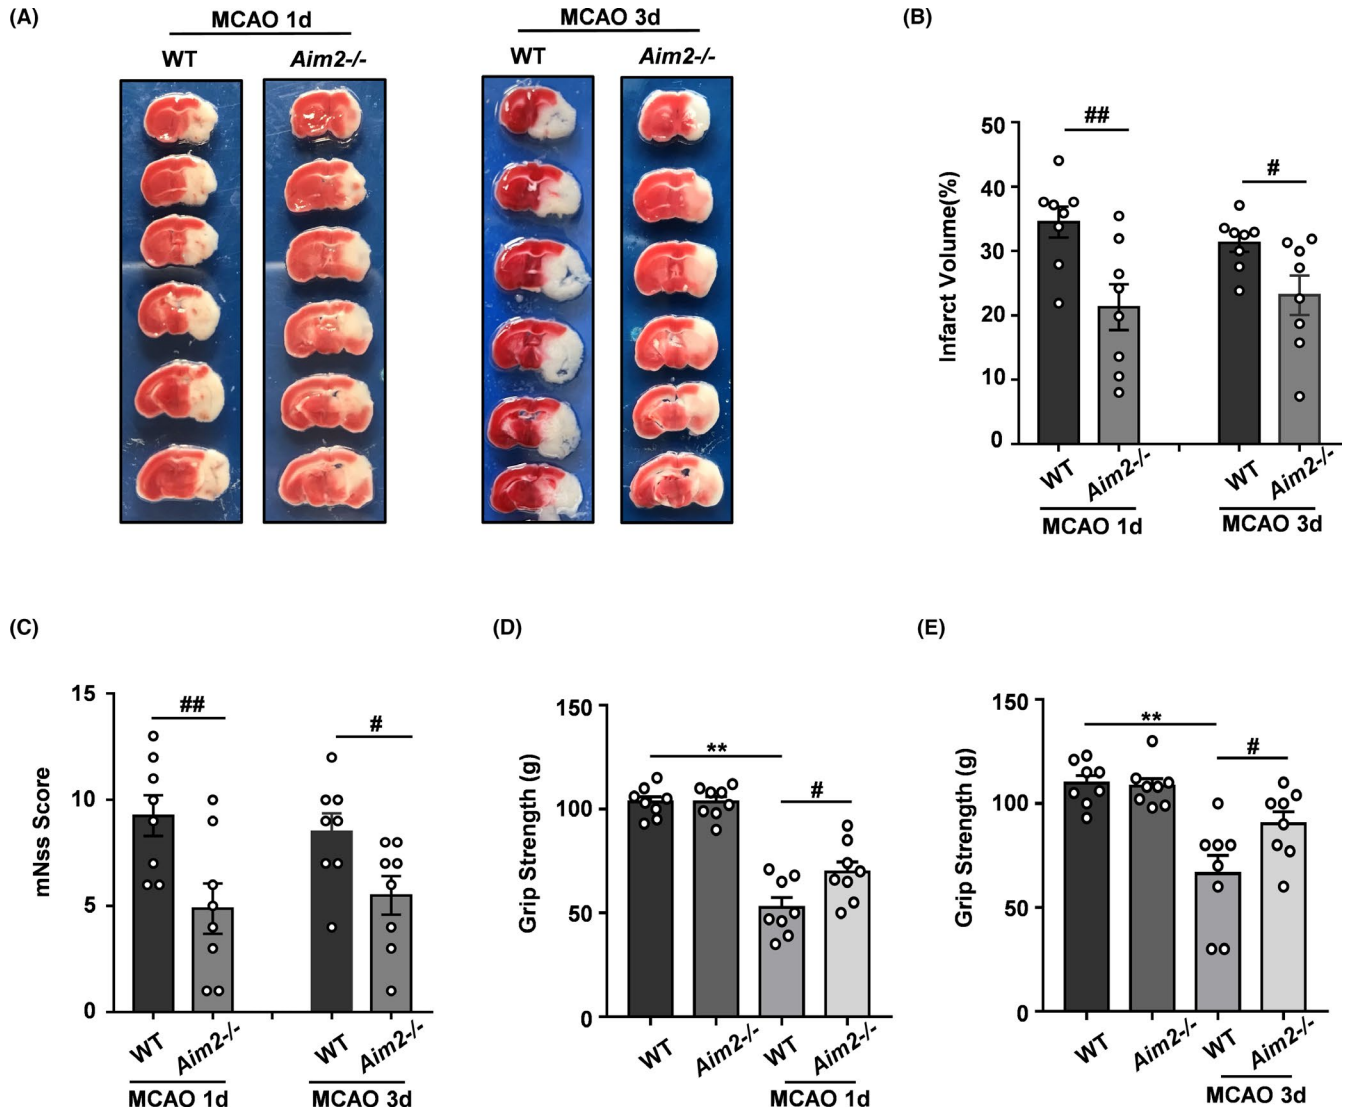 (A)
MCAO 1d
MCAO 3d
WT
Aim2-/-
WT
Aim2-/-
(B)
Infarct Volume(%)
50
40
30
20
10
0
##
#
WT
Aim2-/-
WT
Aim2-/-
MCAO 1d
MCAO 3d
(C)
mNss Score
15
10
5
0
##
#
WT
Aim2-/-
WT
Aim2-/-
MCAO 1d
MCAO 3d
(D)
Grip Strength (g)
150
100
50
0
**
#
WT
Aim2-/-
WT
Aim2-/-
MCAO 1d
(E)
Grip Strength (g)
150
100
50
0
**
#
WT
Aim2-/-
WT
Aim2-/-
MCAO 3d